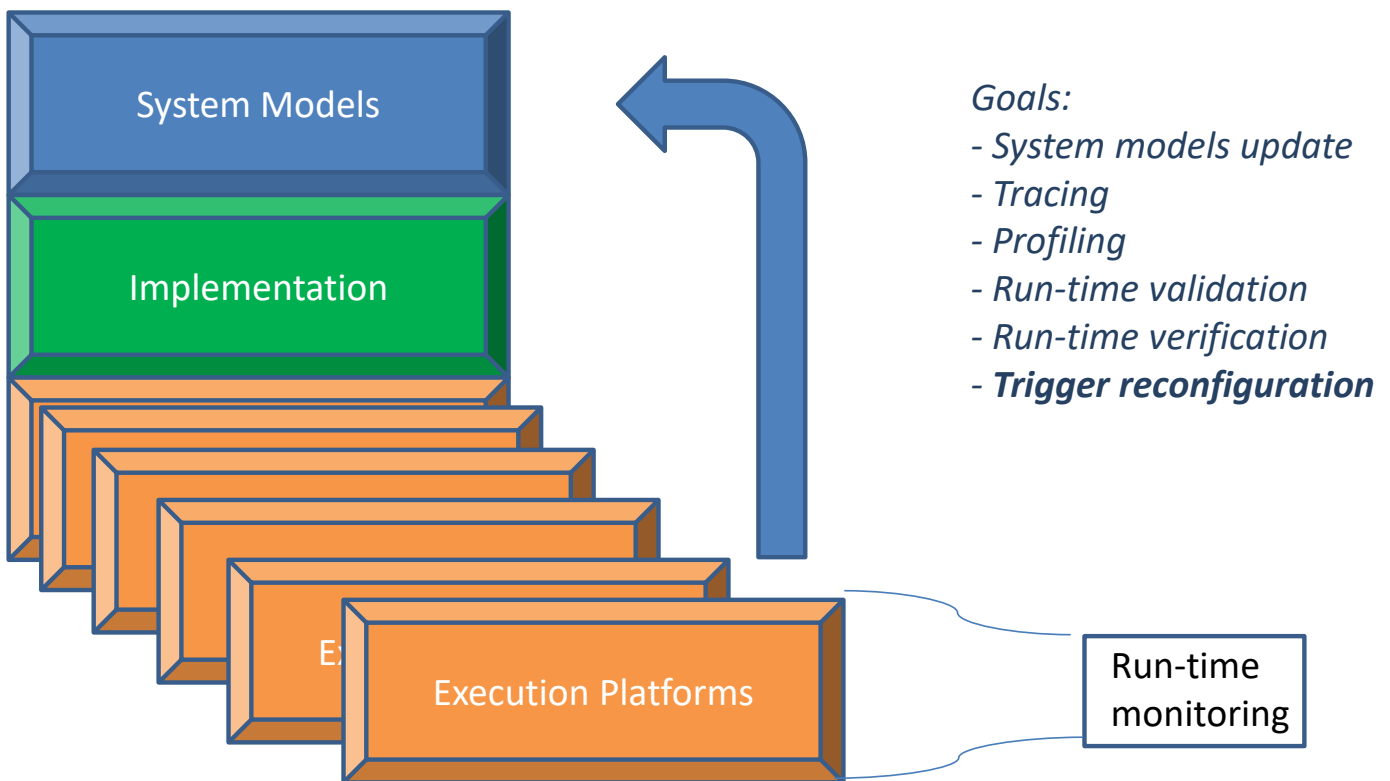 System Models
Implementation
Ex
Execution Platforms
Goals:
- System models update
- Tracing
- Profiling
- Run-time validation
- Run-time verification
- Trigger reconfiguration
Run-time
monitoring